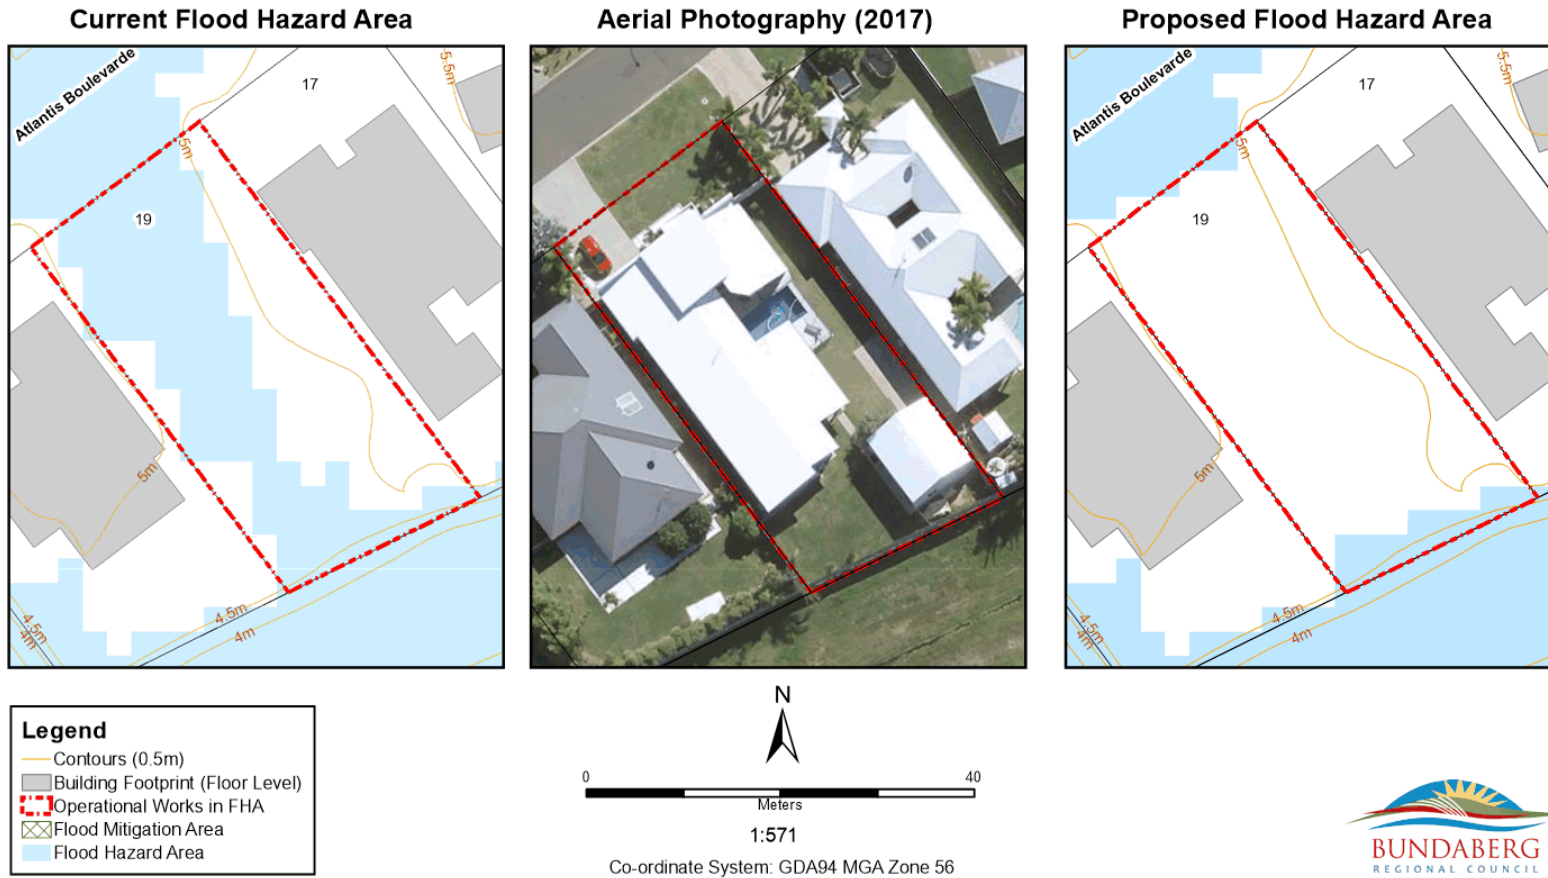 Current Flood Hazard Area
Aerial Photography (2017)
Proposed Flood Hazard Area
Atlantis Boulevarde
17
5.5m
5m
19
5m
4.5m
4m
4.5m
4m
Atlantis Boulevarde
17
5.5m
5m
19
5m
4.5m
4m
4.5m
4m
Legend
Contours (0.5m)
Building Footprint (Floor Level)
Operational Works in FHA
Flood Mitigation Area
Flood Hazard Area
N
0 40
Meters
1:571
Co-ordinate System: GDA94 MGA Zone 56
BUNDABERG
REGIONAL COUNCIL